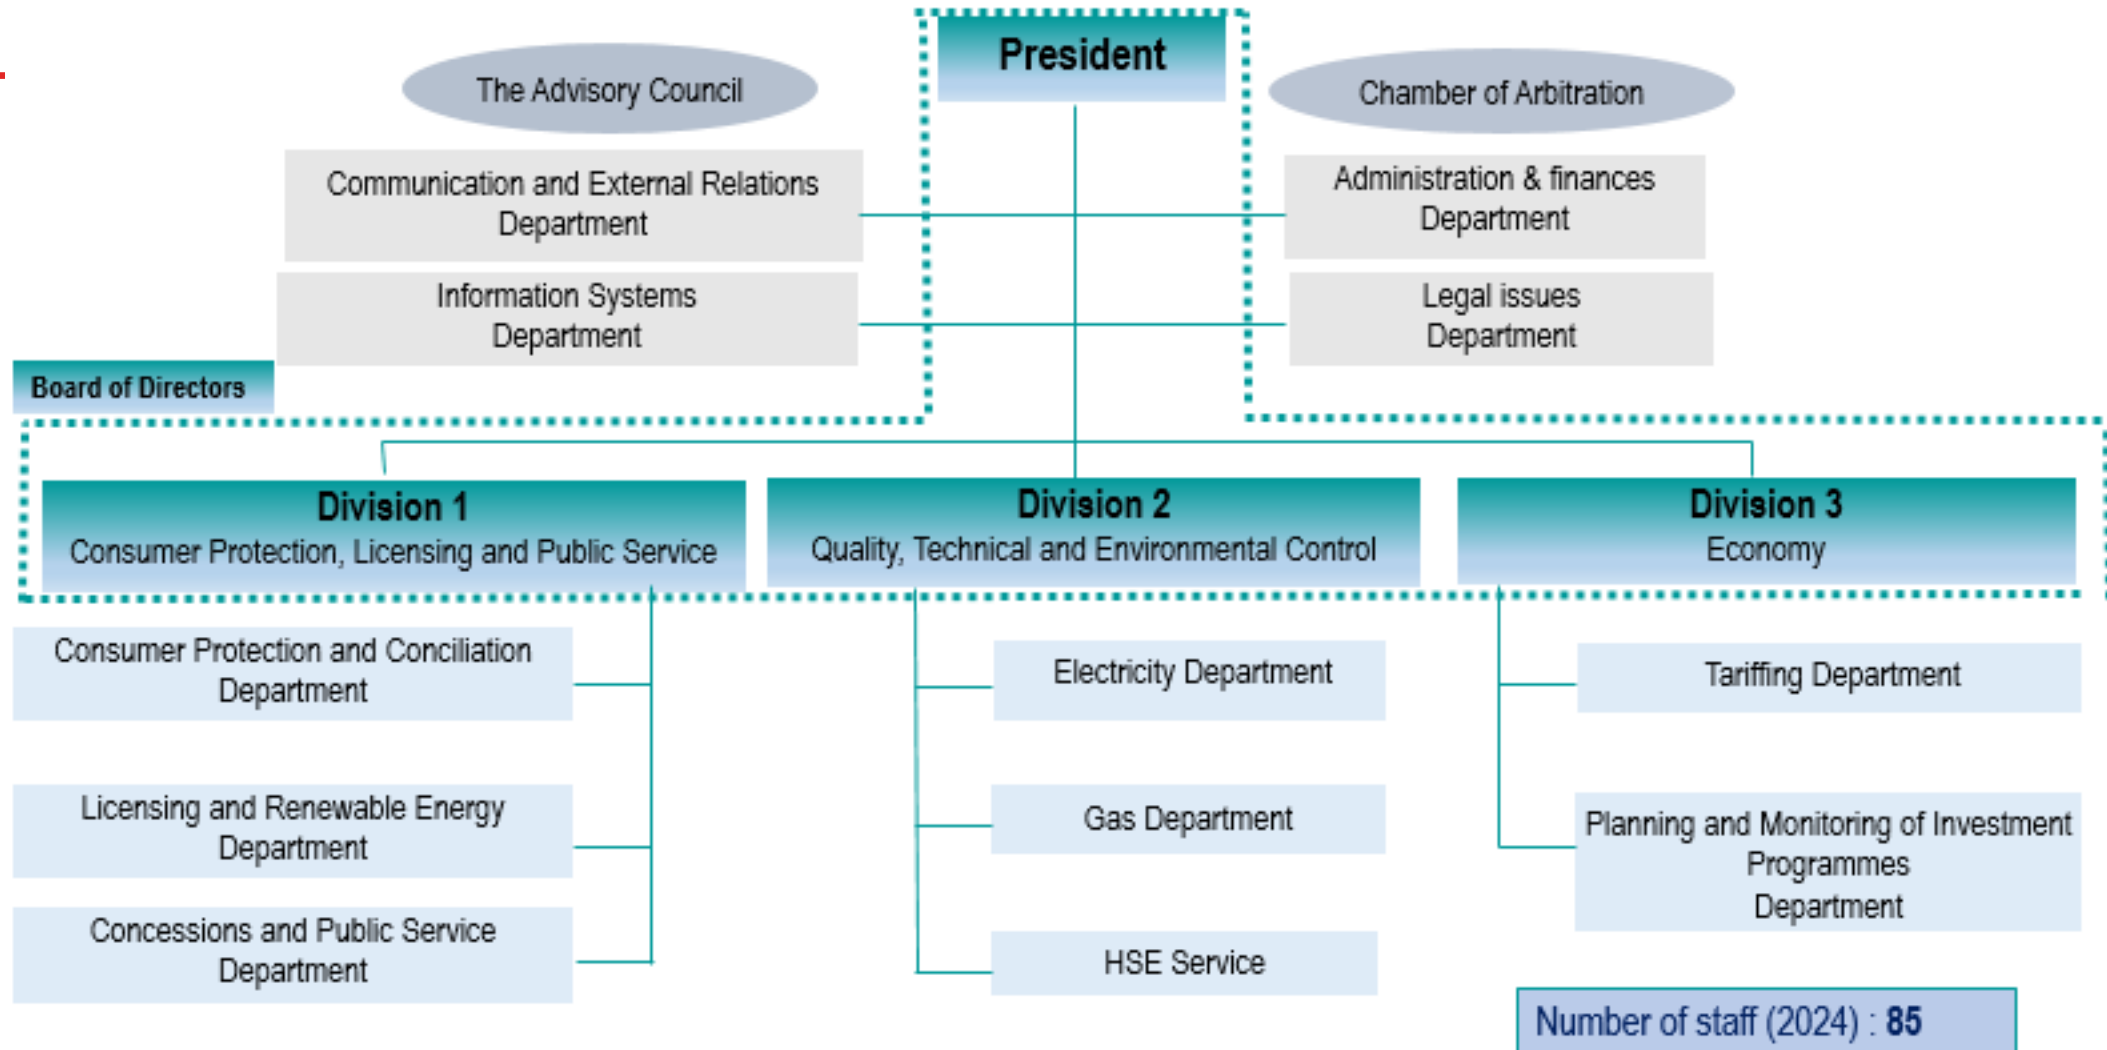 President
The Advisory Council
Chamber of Arbitration
Communication and External Relations
Department
Administration & finances
Department
Information Systems
Department
Legal issues
Department
Board of Directors
Division 1
Consumer Protection, Licensing and Public Service
Division 2
Quality, Technical and Environmental Control
Division 3
Economy
Consumer Protection and Conciliation
Department
Licensing and Renewable Energy
Department
Concessions and Public Service
Department
Electricity Department
Gas Department
HSE Service
Tariffing Department
Planning and Monitoring of Investment
Programmes
Department
Number of staff (2024) : 85